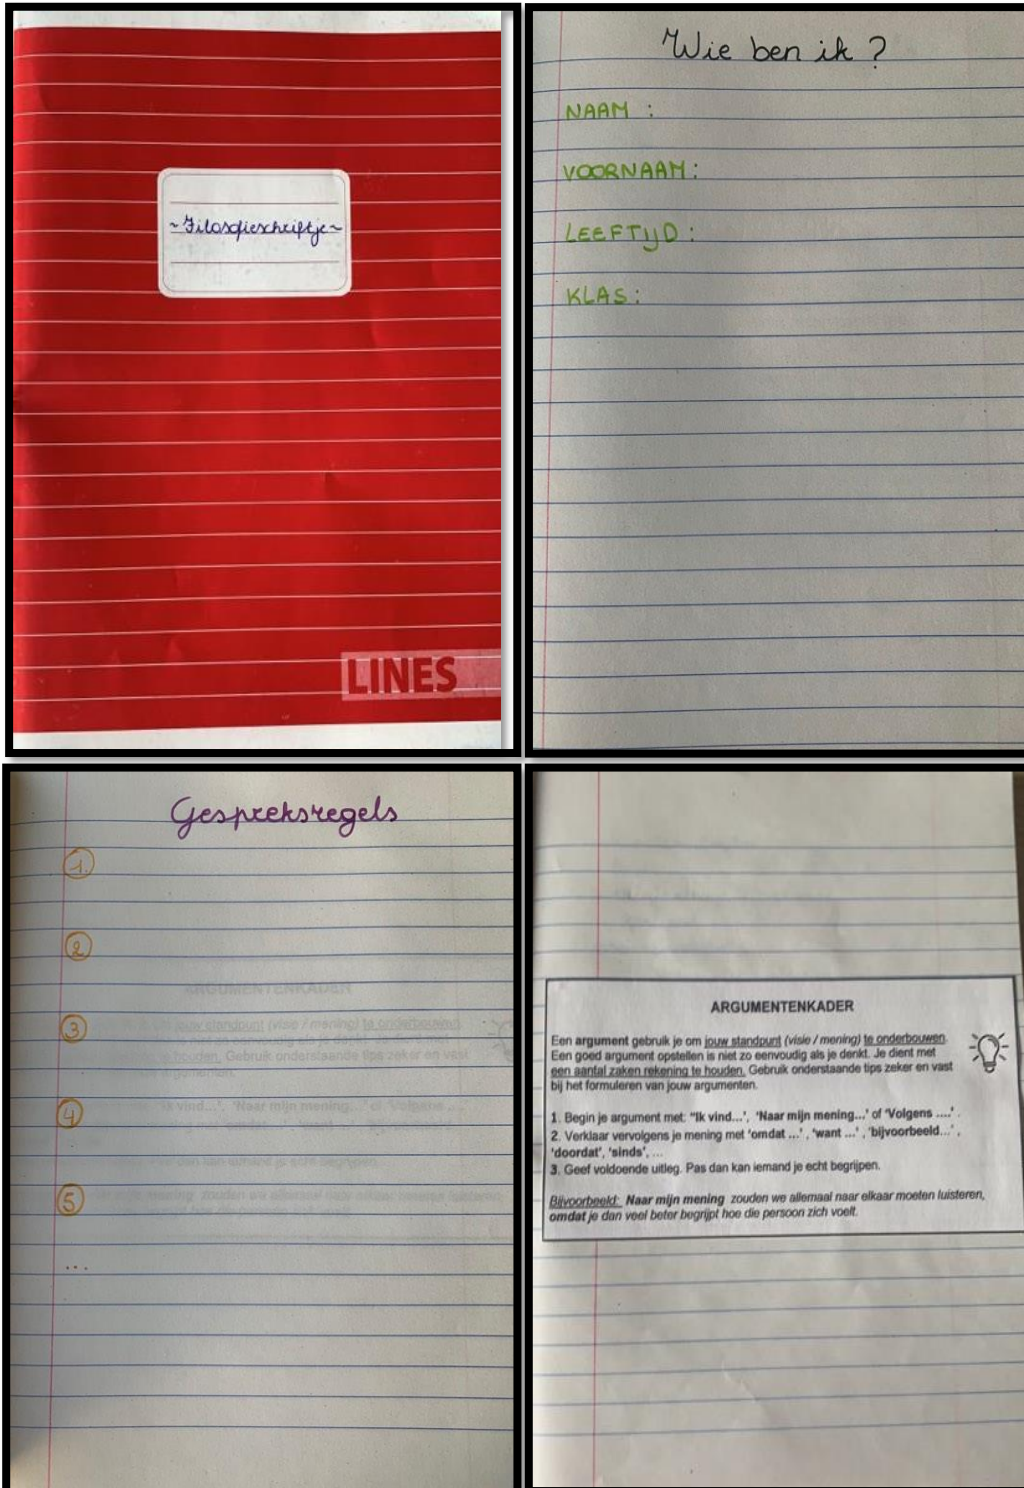 ~Filosofieschriftje~
LINES
Wie ben ik ?
NAAM :
VOORNAAM :
LEEFTIJD :
KLAS :
Gespreksregels
1.
2
3
4
5
...
ARGUMENTENKADER
Een argument gebruik je om jouw standpunt (visie / mening) te onderbouwen.
Een goed argument opstellen is niet zo eenvoudig als je denkt. Je dient met
een aantal zaken rekening te houden. Gebruik onderstaande tips zeker en vast
bij het formuleren van jouw argumenten.
1. Begin je argument met: "Ik vind...', 'Naar mijn mening...' of 'Volgens ....' .
2. Verklaar vervolgens je mening met 'omdat ...' , 'want ...' , 'bijvoorbeeld...' ,
'doordat', 'sinds', ...
3. Geef voldoende uitleg. Pas dan kan iemand je echt begrijpen.
Bijvoorbeeld: Naar mijn mening zouden we allemaal naar elkaar moeten luisteren,
omdat je dan veel beter begrijpt hoe die persoon zich voelt.